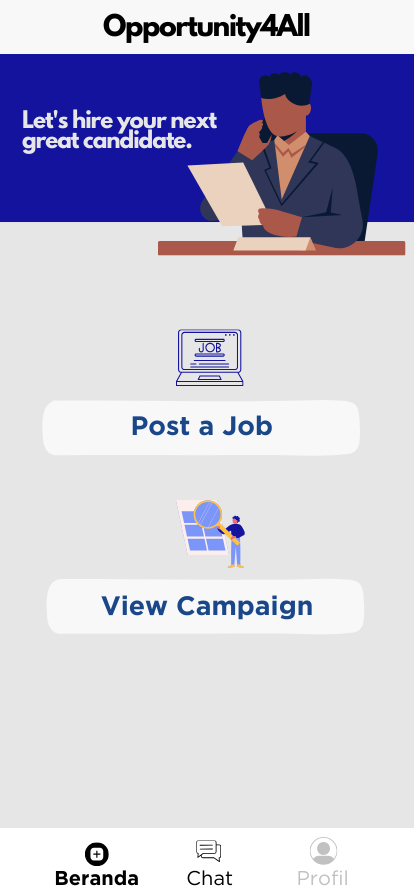 Opportunity4All
Let's hire your next
great candidate.
JOB
Post a Job
View Campaign
Beranda
Chat
Profil